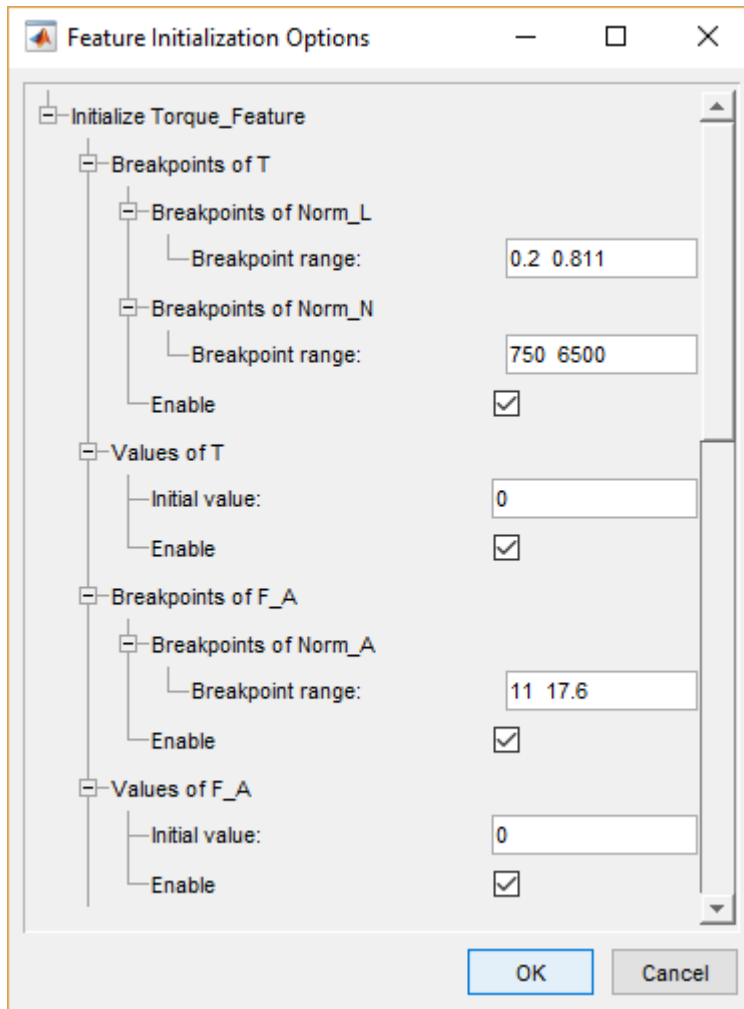 Feature Initialization Options
Initialize Torque_Feature
Breakpoints of T
Breakpoints of Norm_L
Breakpoint range: 0.2 0.811
Breakpoints of Norm_N
Breakpoint range: 750 6500
Enable
Values of T
Initial value: 0
Enable
Breakpoints of F_A
Breakpoints of Norm_A
Breakpoint range: 11 17.6
Enable
Values of F_A
Initial value: 0
Enable
OK Cancel